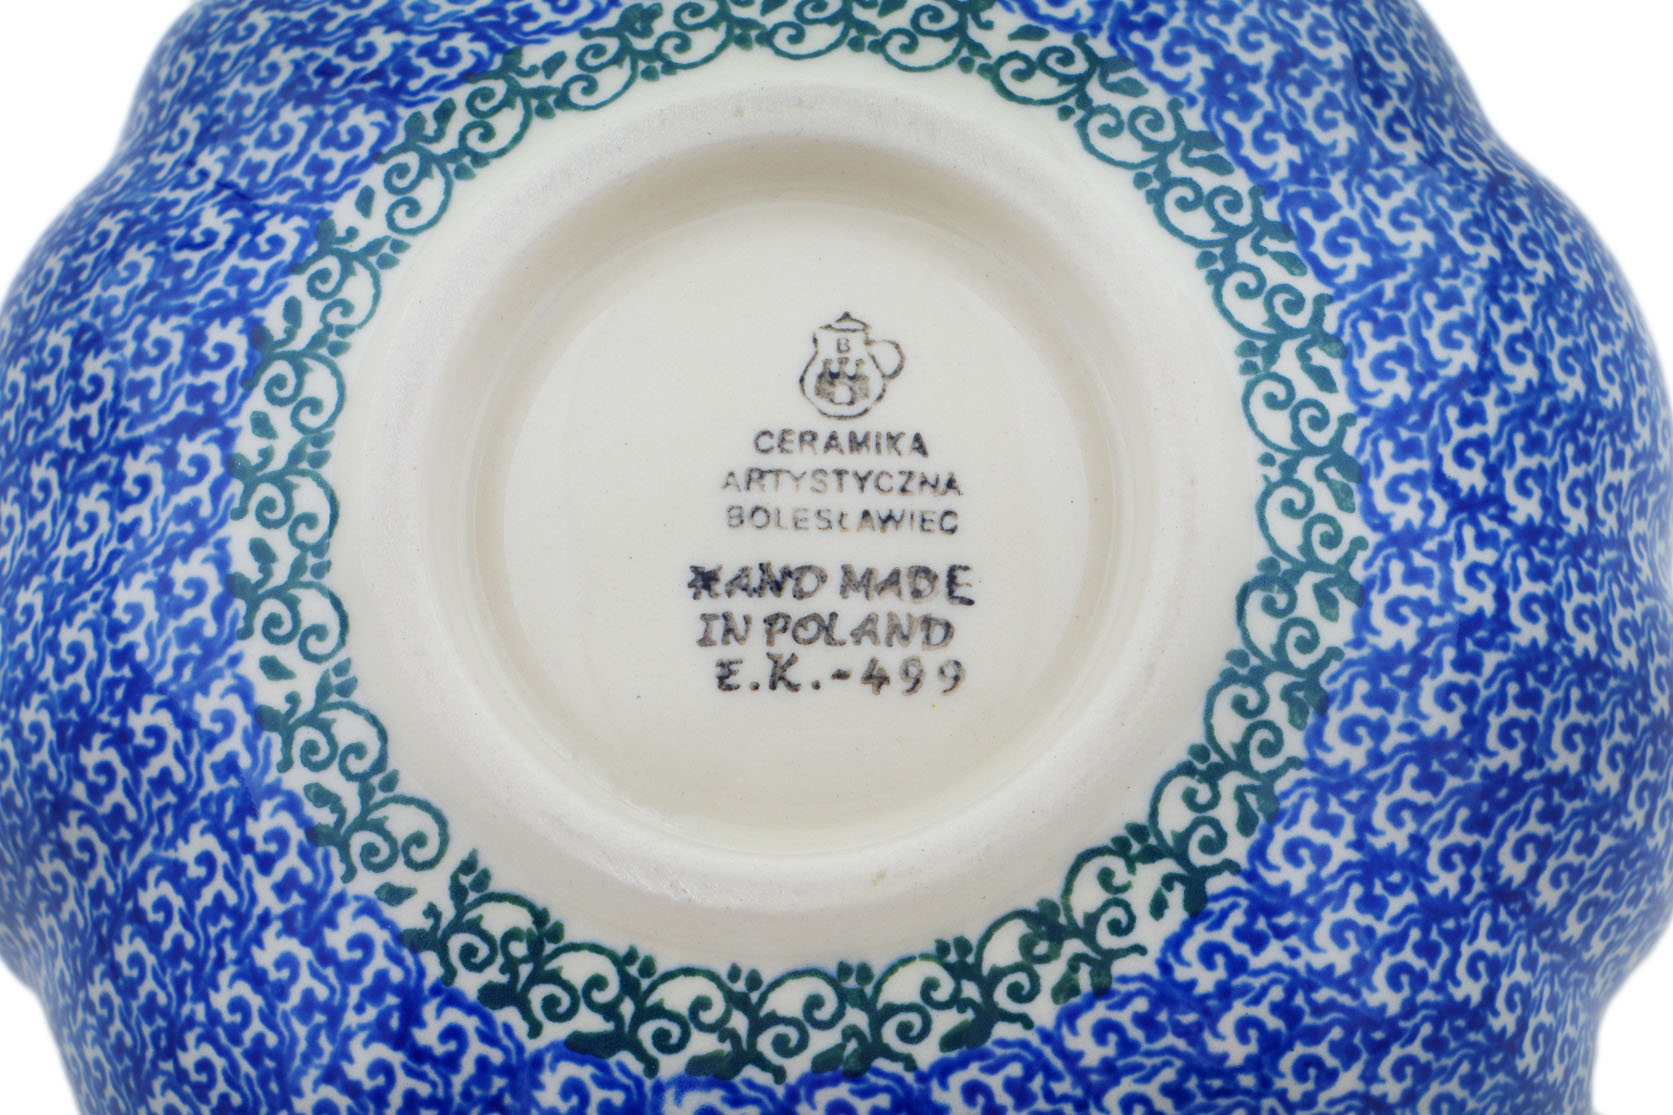 B
CERAMIKA
ARTYSTYCZNA
BOLESŁAWIEC
HAND MADE
IN POLAND
E.K.-499